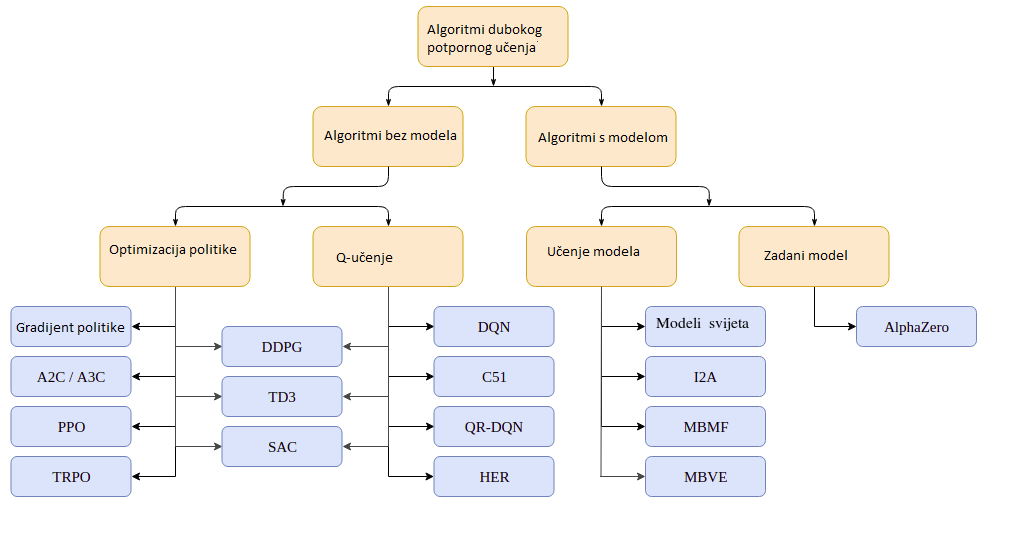 Algoritmi dubokog
potpornog učenja
Algoritmi bez modela
Algoritmi s modelom
Optimizacija politike
Q-učenje
Učenje modela
Zadani model
Gradijent politike
DDPG
DQN
Modeli svijeta
AlphaZero
A2C / A3C
TD3
C51
I2A
PPO
SAC
QR-DQN
MBMF
TRPO
HER
MBVE